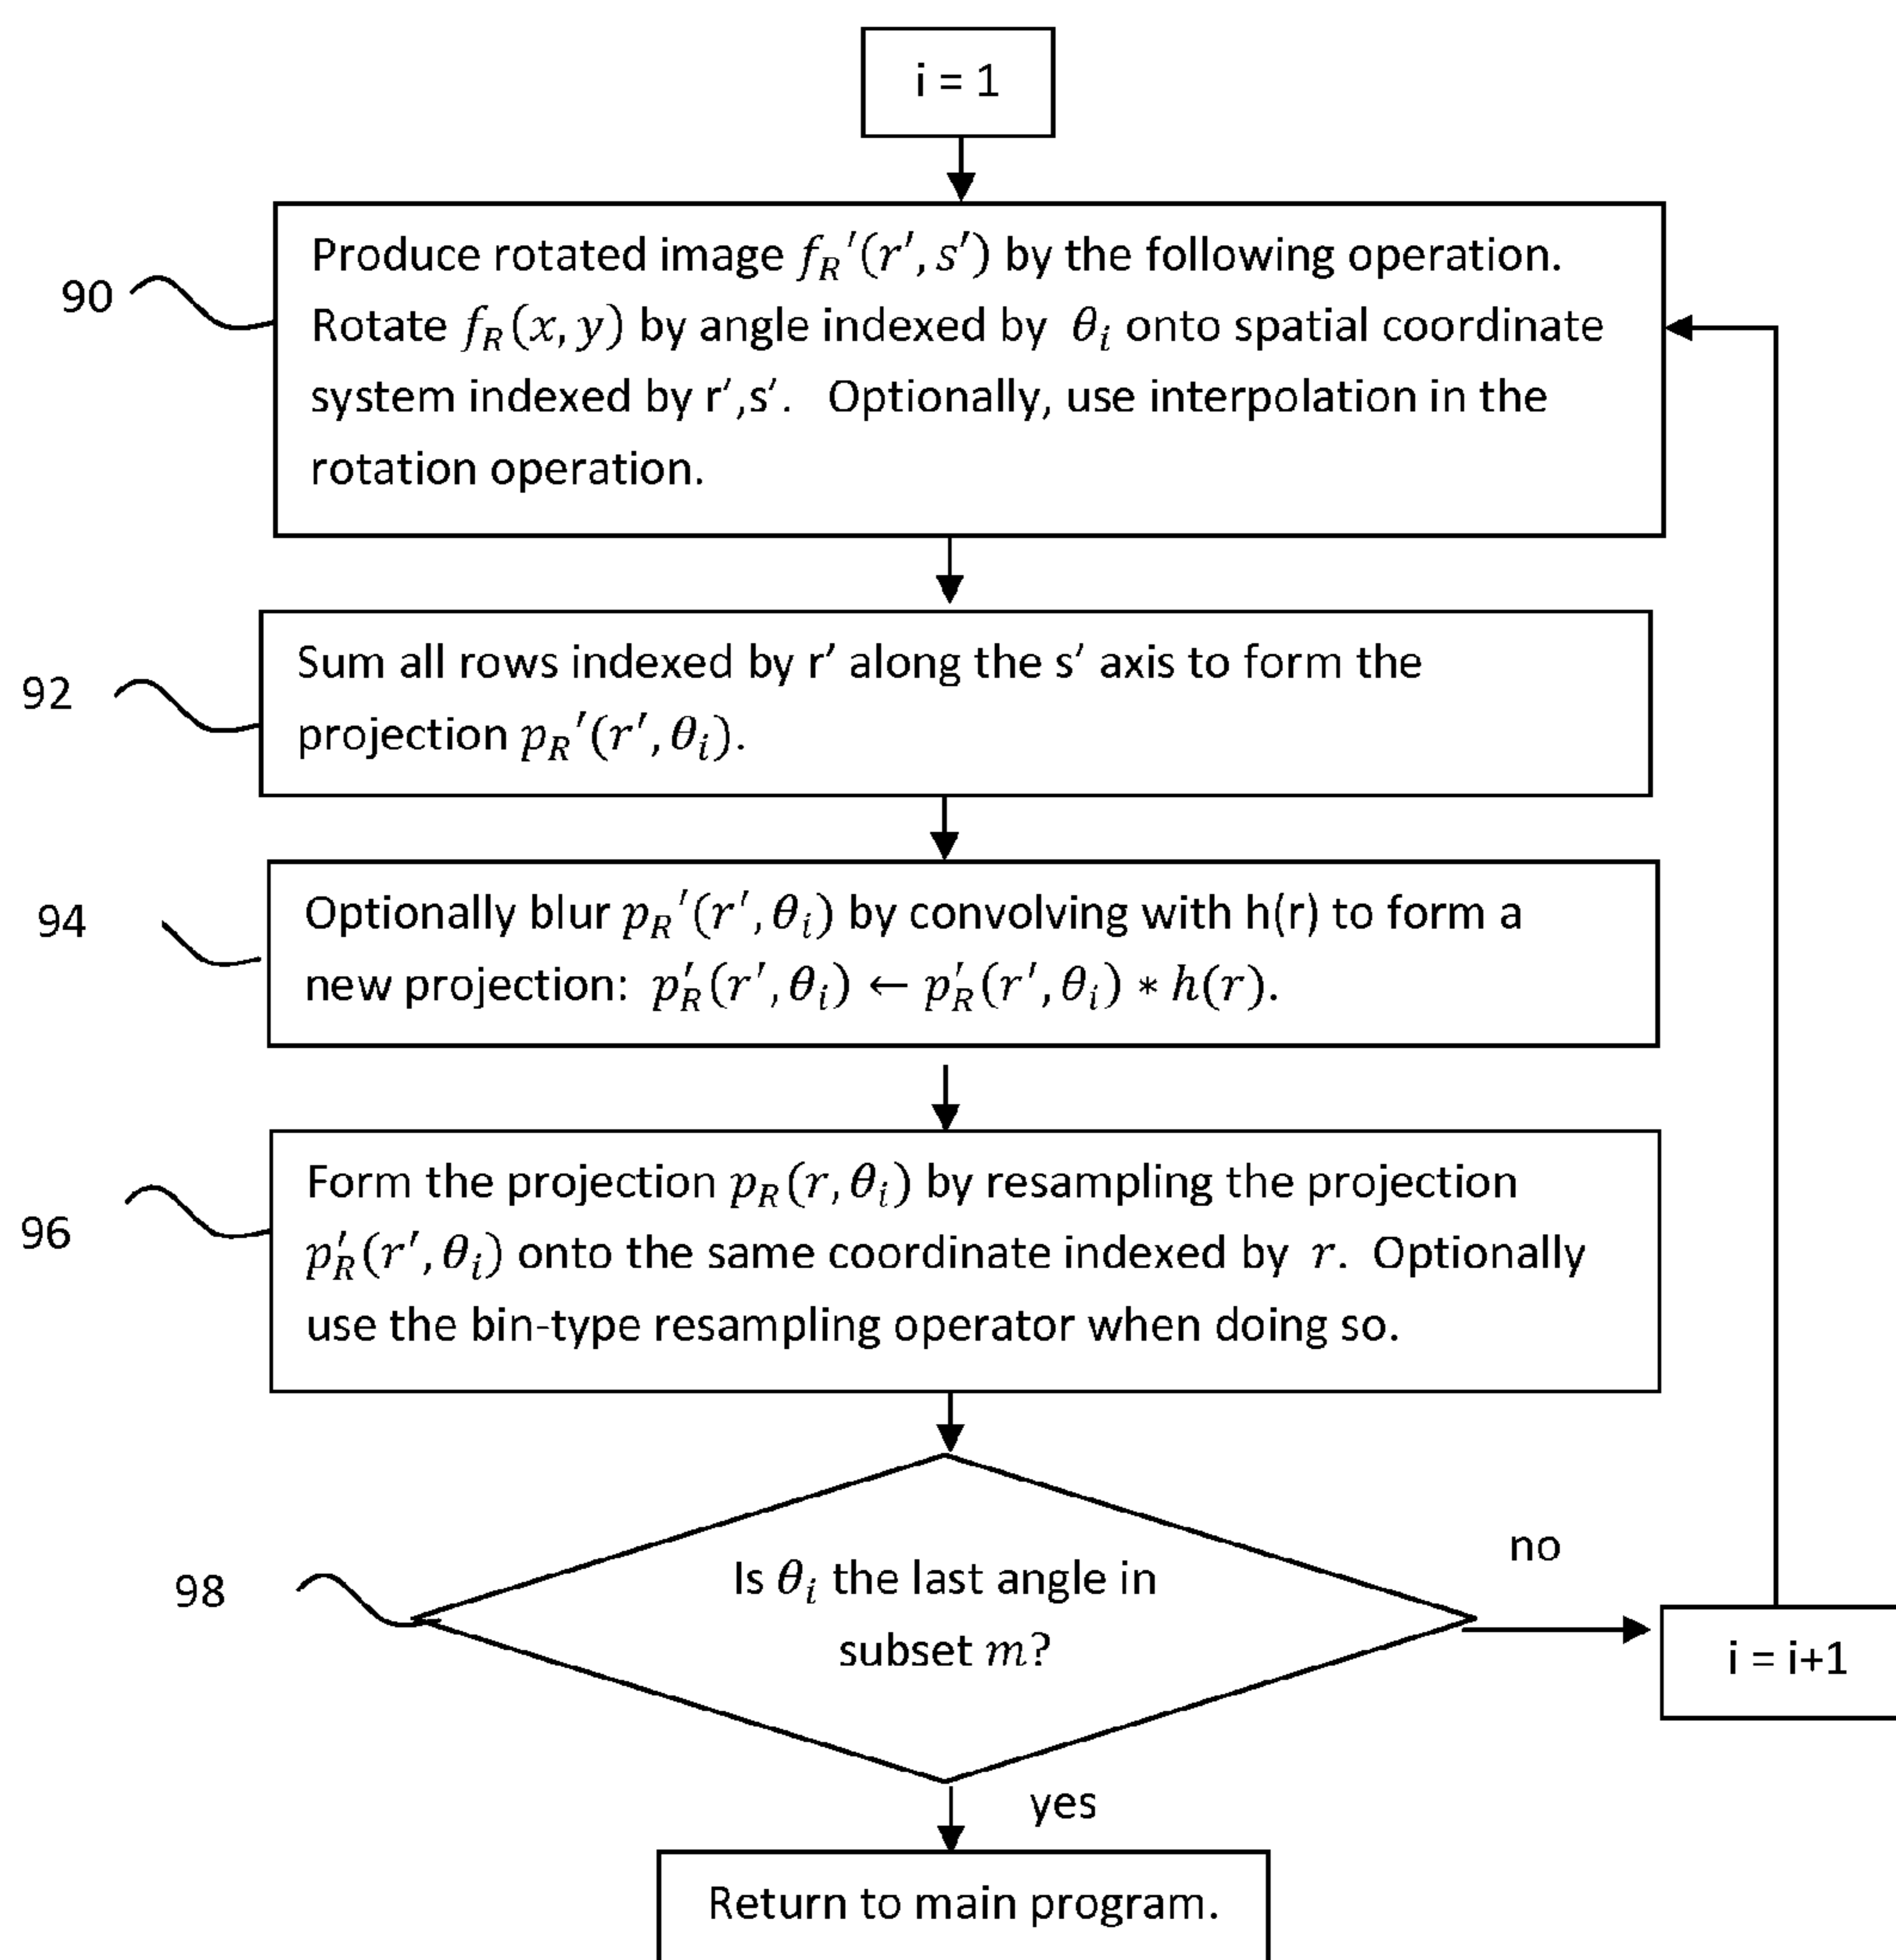 i = 1
90
Produce rotated image f_R′(r′, s′) by the following operation.
Rotate f_R(x, y) by angle indexed by θ_i onto spatial coordinate
system indexed by r′,s′. Optionally, use interpolation in the
rotation operation.
92
Sum all rows indexed by r′ along the s′ axis to form the
projection p_R′(r′, θ_i).
94
Optionally blur p_R′(r′, θ_i) by convolving with h(r) to form a
new projection: p′_R(r′, θ_i) ← p′_R(r′, θ_i) * h(r).
96
Form the projection p_R(r, θ_i) by resampling the projection
p′_R(r′, θ_i) onto the same coordinate indexed by r. Optionally
use the bin-type resampling operator when doing so.
98
Is θ_i the last angle in
subset m?
no
i = i+1
yes
Return to main program.